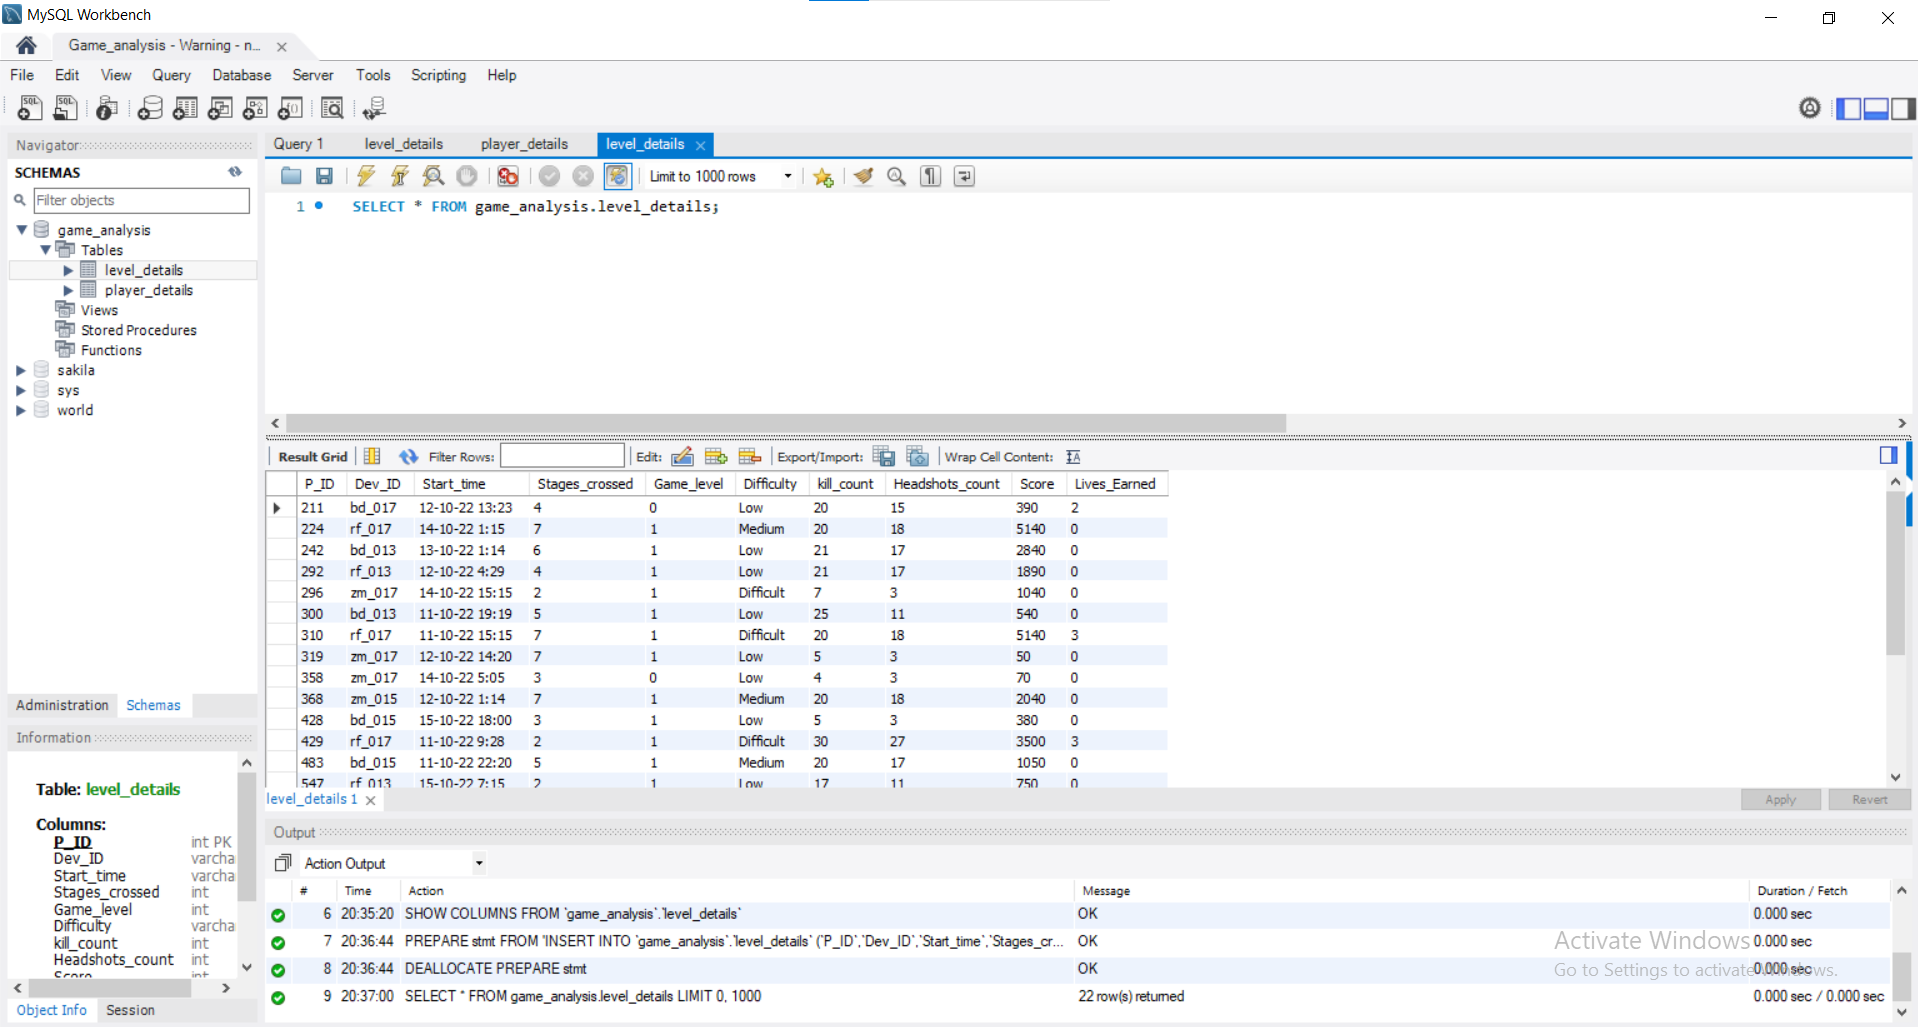 MySQL Workbench
Game_analysis - Warning - n...
File Edit View Query Database Server Tools Scripting Help
Navigator
SCHEMAS
Filter objects
game_analysis
Tables
level_details
player_details
Views
Stored Procedures
Functions
sakila
sys
world
Administration Schemas
Information
Table: level_details
Columns:
P_ID int PK
Dev_ID varcha
Start_time varcha
Stages_crossed int
Game_level int
Difficulty varcha
kill_count int
Headshots_count int
Score int
Object Info Session
Query 1 level_details player_details level_details
Limit to 1000 rows
1 SELECT * FROM game_analysis.level_details;
Result Grid Filter Rows: Edit: Export/Import: Wrap Cell Content:
P_ID Dev_ID Start_time Stages_crossed Game_level Difficulty kill_count Headshots_count Score Lives_Earned
211 bd_017 12-10-22 13:23 4 0 Low 20 15 390 2
224 rf_017 14-10-22 1:15 7 1 Medium 20 18 5140 0
242 bd_013 13-10-22 1:14 6 1 Low 21 17 2840 0
292 rf_013 12-10-22 4:29 4 1 Low 21 17 1890 0
296 zm_017 14-10-22 15:15 2 1 Difficult 7 3 1040 0
300 bd_013 11-10-22 19:19 5 1 Low 25 11 540 0
310 rf_017 11-10-22 15:15 7 1 Difficult 20 18 5140 3
319 zm_017 12-10-22 14:20 7 1 Low 5 3 50 0
358 zm_017 14-10-22 5:05 3 0 Low 4 3 70 0
368 zm_015 12-10-22 1:14 7 1 Medium 20 18 2040 0
428 bd_015 15-10-22 18:00 3 1 Low 5 3 380 0
429 rf_017 11-10-22 9:28 2 1 Difficult 30 27 3500 3
483 bd_015 11-10-22 22:20 5 1 Medium 20 17 1050 0
547 rf_013 15-10-22 7:15 2 1 Low 17 11 750 0
level_details 1
Apply Revert
Output
Action Output
# Time Action Message Duration / Fetch
6 20:35:20 SHOW COLUMNS FROM `game_analysis`.`level_details` OK 0.000 sec
7 20:36:44 PREPARE stmt FROM 'INSERT INTO `game_analysis`.`level_details` (`P_ID`,`Dev_ID`,`Start_time`,`Stages_cr... OK 0.000 sec
8 20:36:44 DEALLOCATE PREPARE stmt OK 0.000 sec
9 20:37:00 SELECT * FROM game_analysis.level_details LIMIT 0, 1000 22 row(s) returned 0.000 sec / 0.000 sec
Activate Windows
Go to Settings to activate Windows.